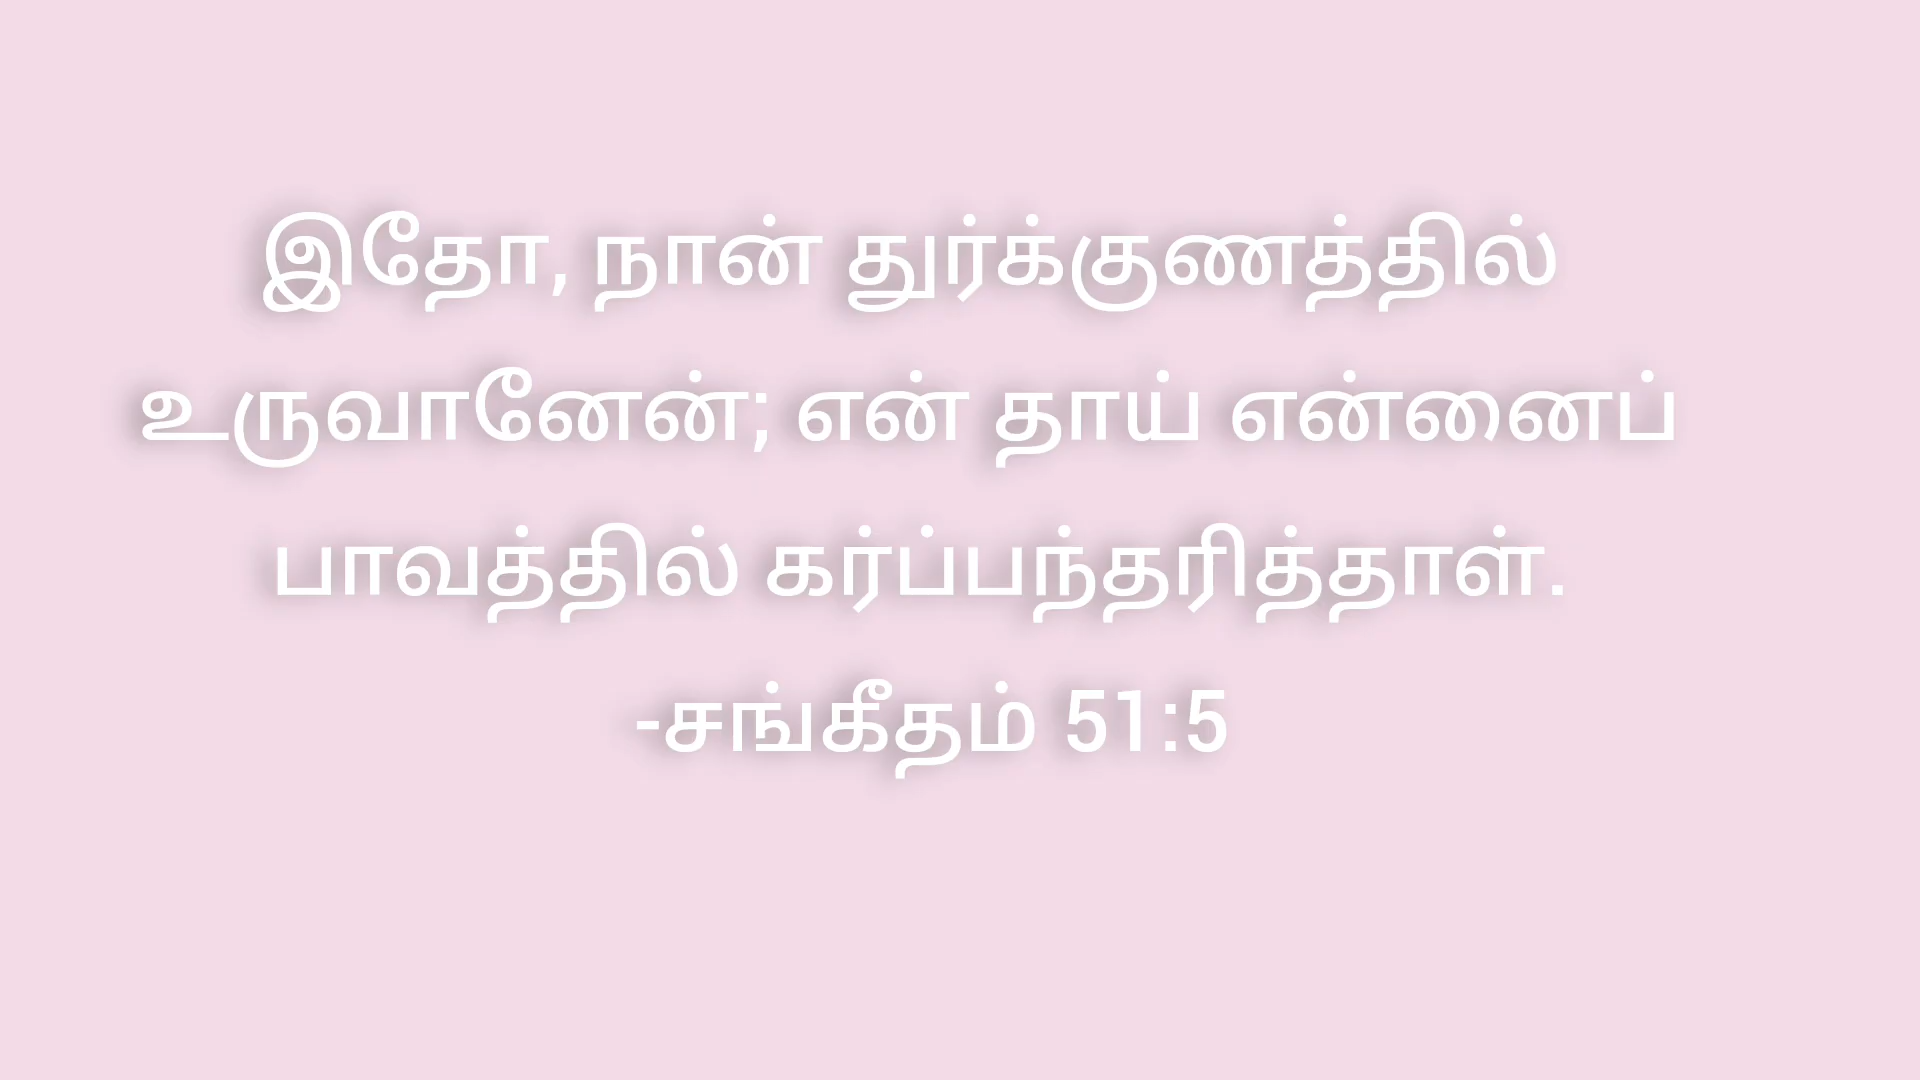 இதோ, நான் துர்க்குணத்தில்
உருவானேன்; என் தாய் என்னைப்
பாவத்தில் கர்ப்பந்தரித்தாள்.
-சங்கீதம் 51:5